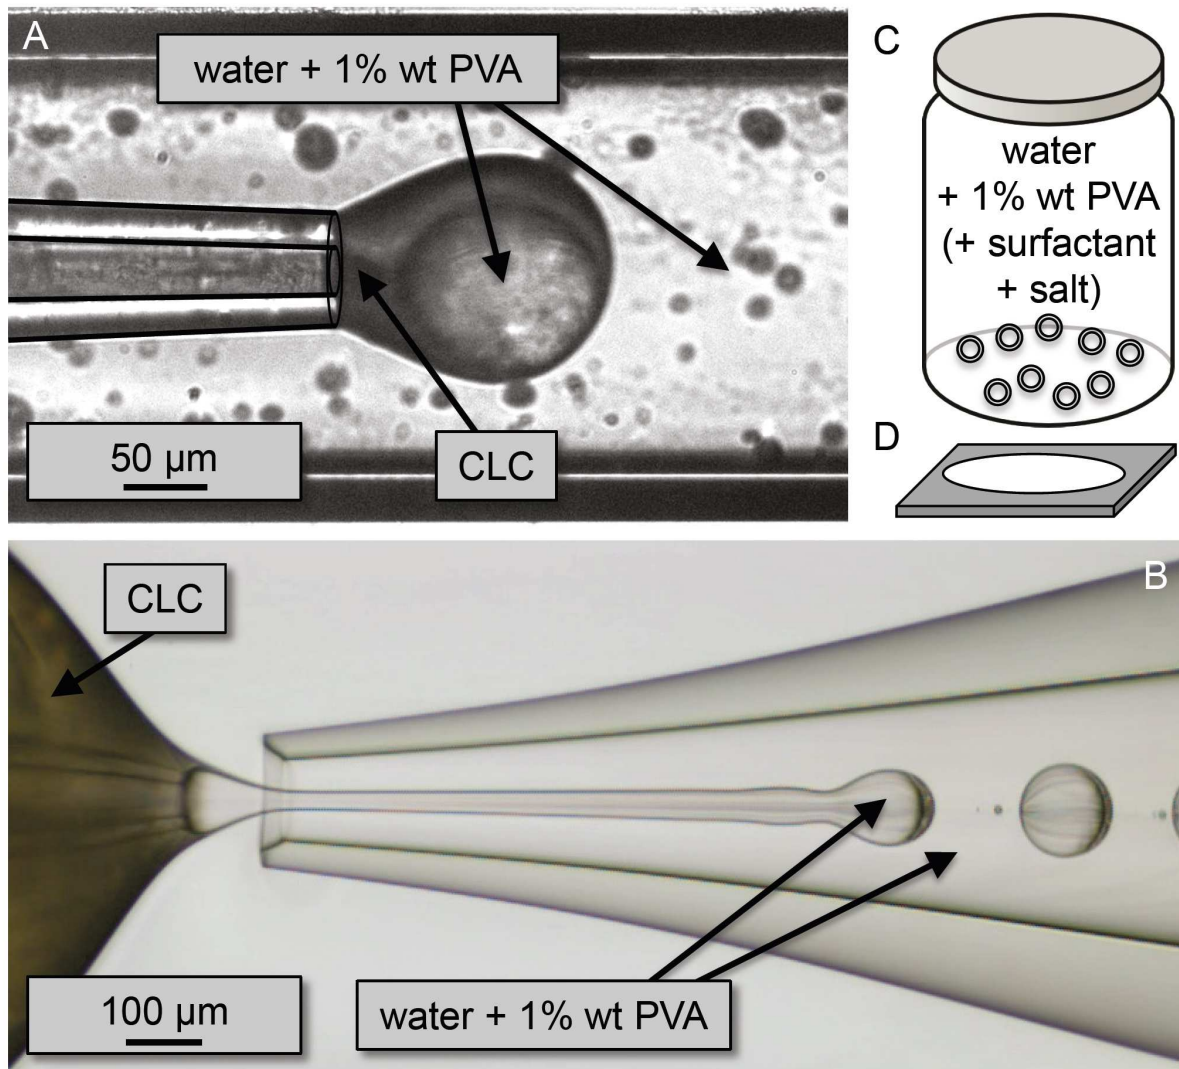 A
water + 1% wt PVA
CLC
50 µm
C
water
+ 1% wt PVA
(+ surfactant
+ salt)
D
B
CLC
100 µm
water + 1% wt PVA